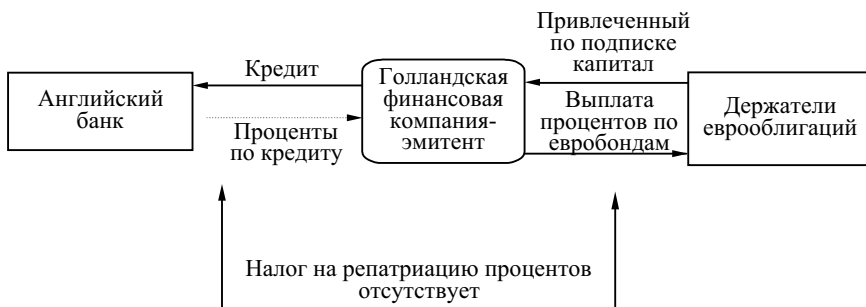 Английский
банк
Кредит
Проценты
по кредиту
Голландская
финансовая
компания-
эмитент
Привлеченный
по подписке
капитал
Выплата
процентов по
евробондам
Держатели
еврооблигаций
Налог на репатриацию процентов
отсутствует